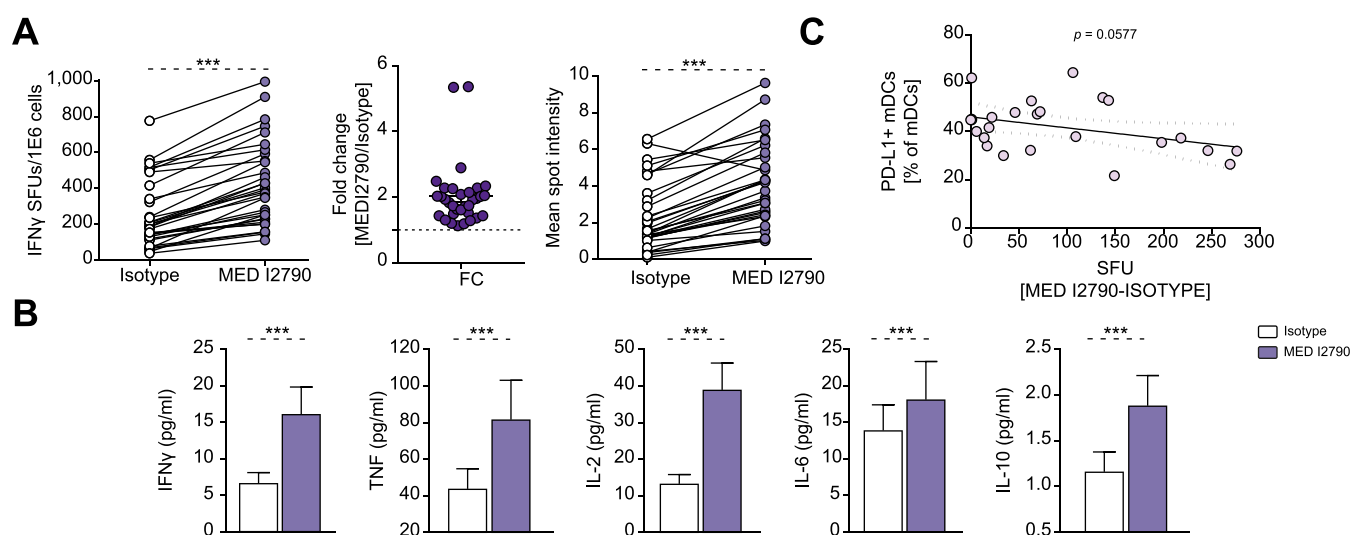 A
IFNγ SFUs/1E6 cells
1,000
800
600
400
200
0
***
Isotype
MED I2790
Fold change
[MEDI2790/Isotype]
6
4
2
0
FC
Mean spot intensity
10
8
6
4
2
0
***
Isotype
MED I2790
C
PD-L1+ mDCs
[% of mDCs]
80
60
40
20
0
p = 0.0577
0
50
100
150
200
250
300
SFU
[MED I2790-ISOTYPE]
B
IFNγ (pg/ml)
25
20
15
10
5
0
***
TNF (pg/ml)
120
100
80
60
40
20
***
IL-2 (pg/ml)
50
40
30
20
10
0
***
IL-6 (pg/ml)
25
20
15
10
5
0
***
IL-10 (pg/ml)
2.5
2.0
1.5
1.0
0.5
***
Isotype
MED I2790